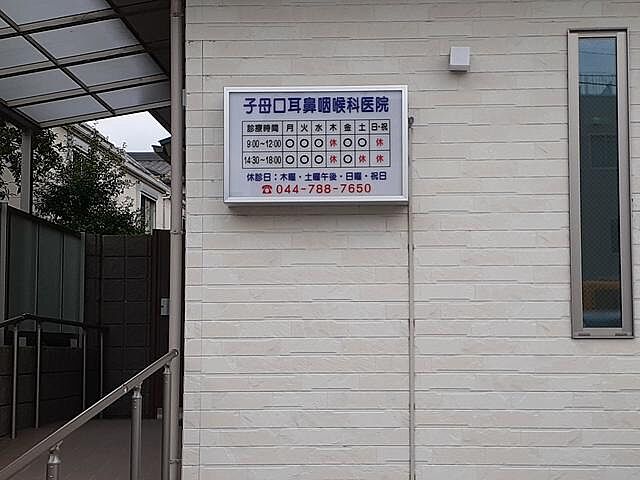 子母口耳鼻咽喉科医院
診療時間 月 火 水 木 金 土 日・祝
9:00~12:00 〇 〇 〇 休 〇 〇 休
14:30~18:00 〇 〇 〇 休 〇 休 休
休診日：木曜・土曜午後・日曜・祝日
☎044-788-7650